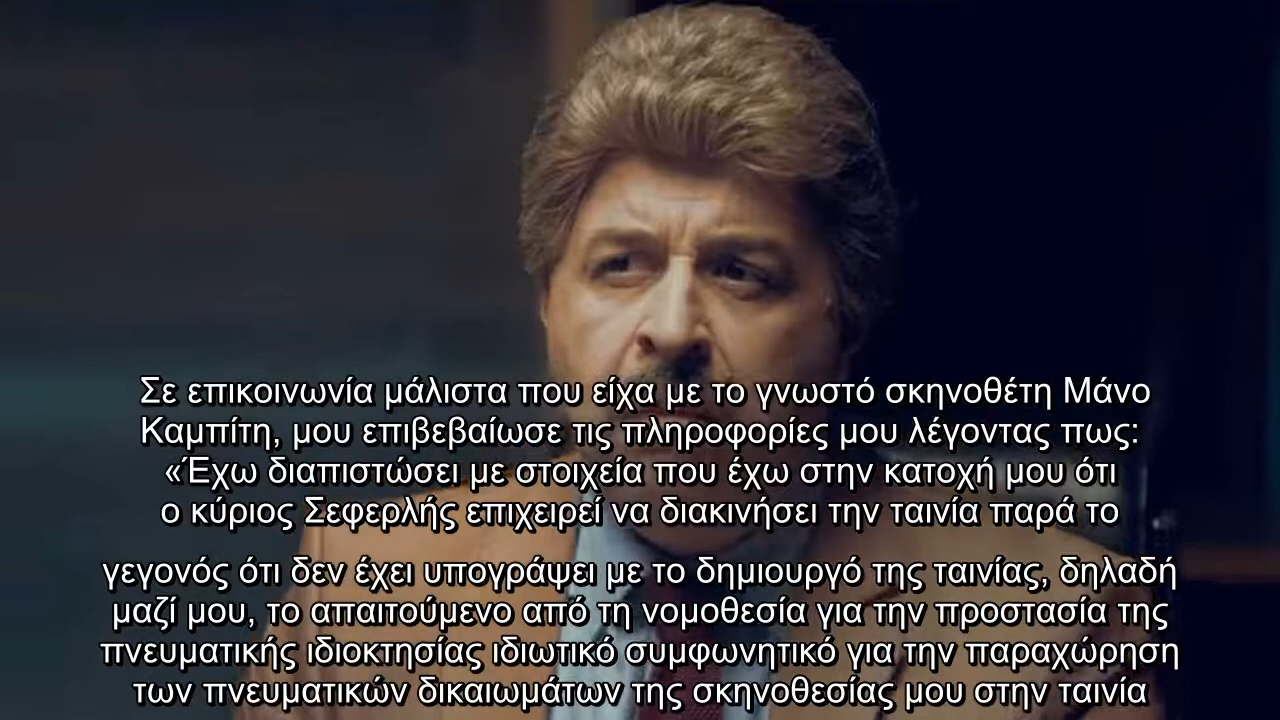 Σε επικοινωνία μάλιστα που είχα με το γνωστό σκηνοθέτη Μάνο
Καμπίτη, μου επιβεβαίωσε τις πληροφορίες μου λέγοντας πως:
«Έχω διαπιστώσει με στοιχεία που έχω στην κατοχή μου ότι
ο κύριος Σεφερλής επιχειρεί να διακινήσει την ταινία παρά το
γεγονός ότι δεν έχει υπογράψει με το δημιουργό της ταινίας, δηλαδή
μαζί μου, το απαιτούμενο από τη νομοθεσία για την προστασία της
πνευματικής ιδιοκτησίας ιδιωτικό συμφωνητικό για την παραχώρηση
των πνευματικών δικαιωμάτων της σκηνοθεσίας μου στην ταινία